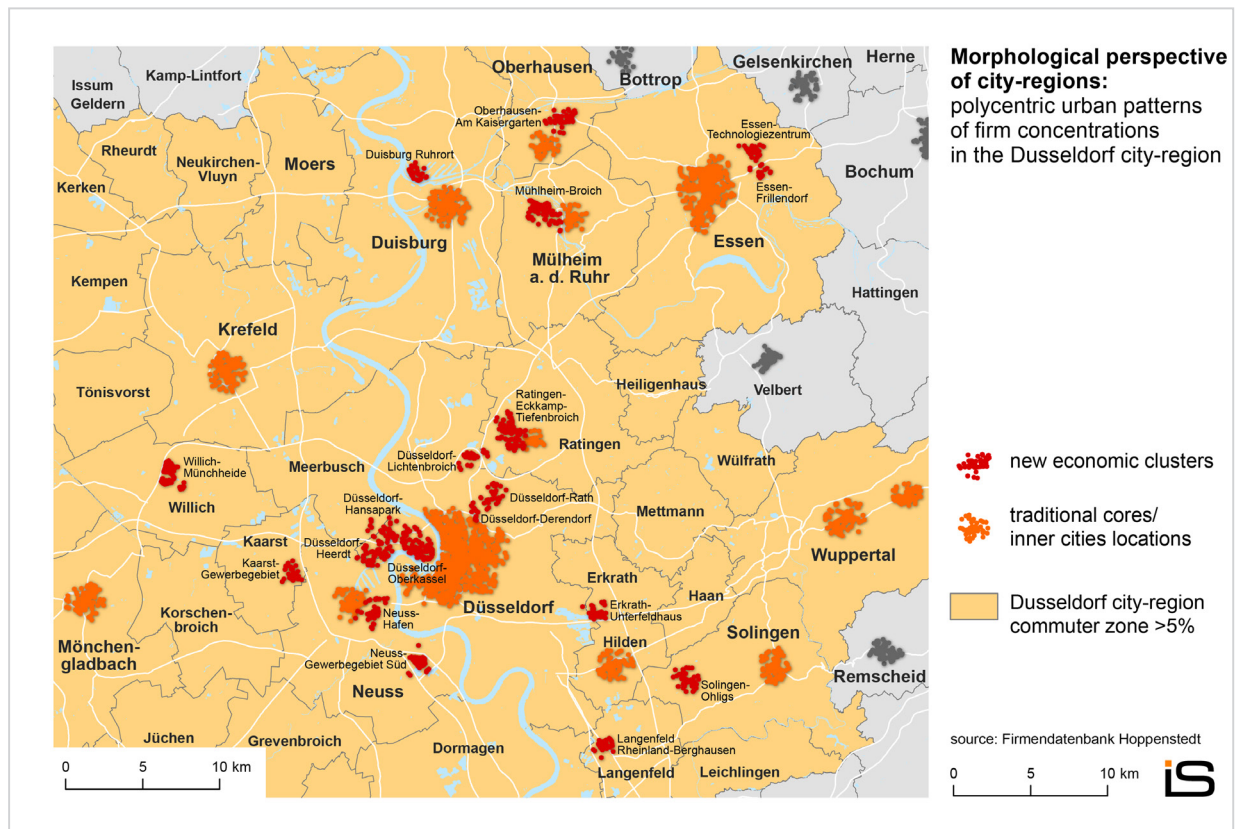 Morphological perspective
of city-regions:
polycentric urban patterns
of firm concentrations
in the Dusseldorf city-region
Issum
Geldern
Kamp-Lintfort
Oberhausen
Bottrop
Gelsenkirchen
Herne
Rheurdt
Neukirchen-
Vluyn
Moers
Duisburg Ruhrort
Oberhausen-
Am Kaisergarten
Essen-
Technologiezentrum
Essen-
Frillendorf
Bochum
Kerken
Mühlheim-Broich
Duisburg
Mülheim
a. d. Ruhr
Essen
Kempen
Hattingen
Krefeld
Tönisvorst
Heiligenhaus
Velbert
Ratingen-
Eckkamp-
Tiefenbroich
Ratingen
Düsseldorf-
Lichtenbroich
Wülfrath
Willich-
Münchheide
Willich
Meerbusch
Düsseldorf-
Hansapark
Düsseldorf-Rath
Düsseldorf-Derendorf
Mettmann
Kaarst
Düsseldorf-
Heerdt
Düsseldorf-
Oberkassel
Wuppertal
Kaarst-
Gewerbegebiet
Erkrath
Haan
Mönchen-
gladbach
Korschen-
broich
Neuss-
Hafen
Düsseldorf
Erkrath-
Unterfeldhaus
Hilden
Solingen
Neuss-
Gewerbegebiet Süd
Neuss
Solingen-
Ohligs
Remscheid
Jüchen
Grevenbroich
Dormagen
Langenfeld
Rheinland-Berghausen
Langenfeld
Leichlingen
0 5 10 km
new economic clusters
traditional cores/
inner cities locations
Dusseldorf city-region
commuter zone >5%
source: Firmendatenbank Hoppenstedt
0 5 10 km
iS